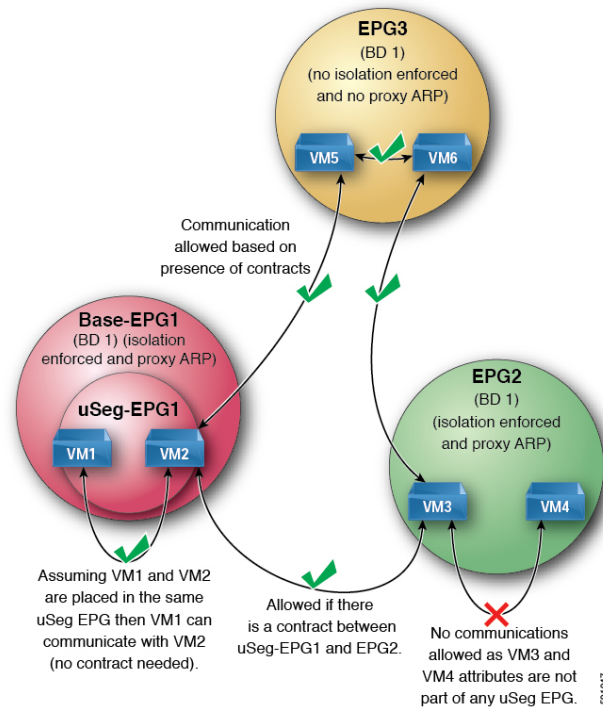 EPG3
(BD 1)
(no isolation enforced
and no proxy ARP)
VM5
VM6
Communication
allowed based on
presence of contracts
Base-EPG1
(BD 1) (isolation
enforced and proxy ARP)
uSeg-EPG1
VM1
VM2
EPG2
(BD 1)
(isolation enforced
and proxy ARP)
VM3
VM4
Assuming VM1 and VM2
are placed in the same
uSeg EPG then VM1 can
communicate with VM2
(no contract needed).
Allowed if there
is a contract between
uSeg-EPG1 and EPG2.
No communications
allowed as VM3 and
VM4 attributes are not
part of any uSeg EPG.